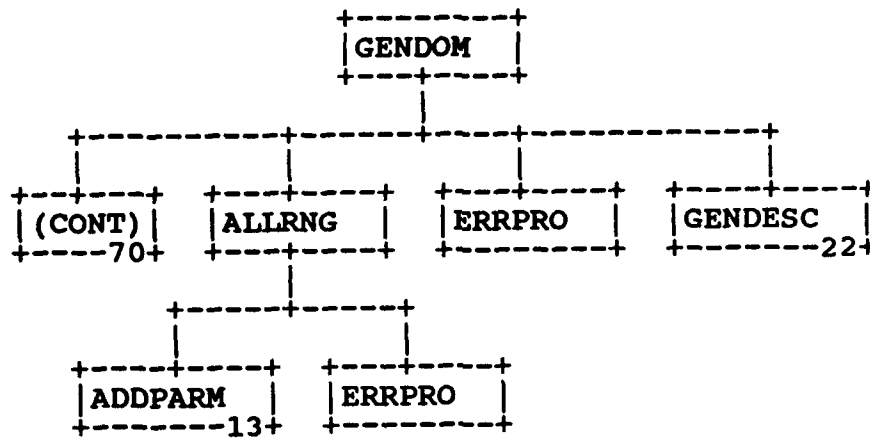 GENDOM
(CONT) ALLRNG ERRPRO GENDESC
70 22
ADDPARM ERRPRO
13